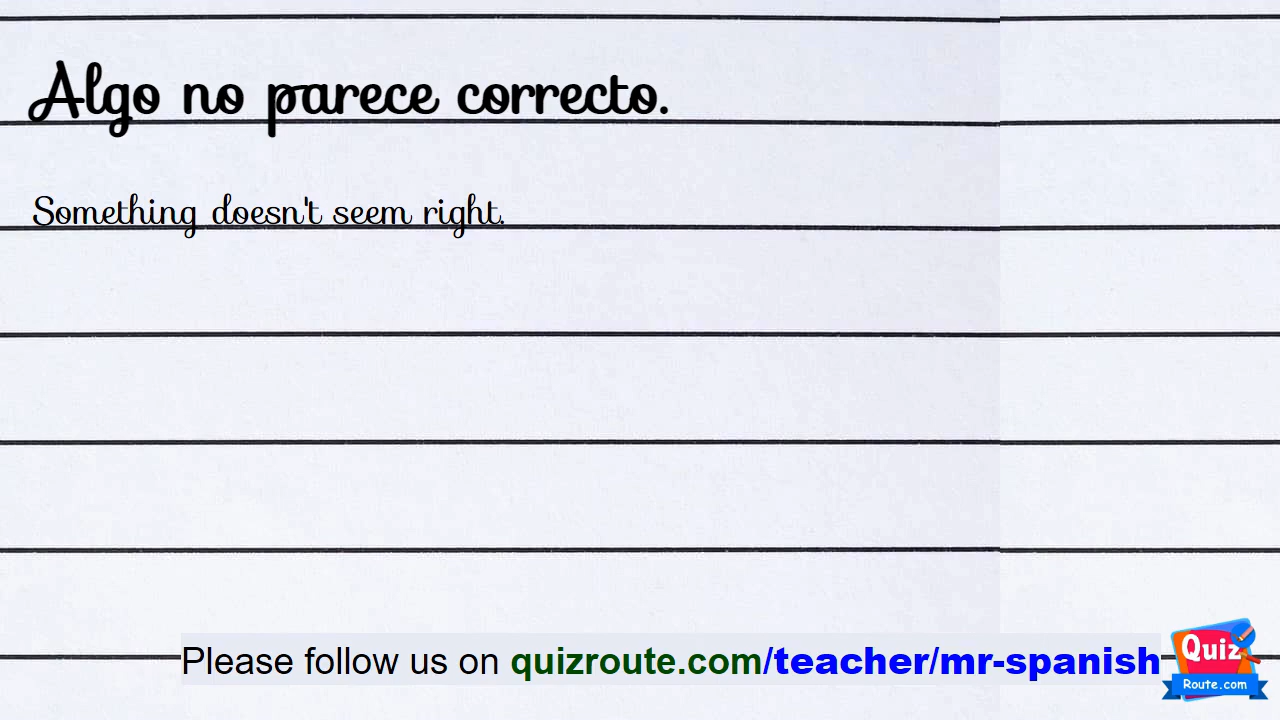 Algo no parece correcto.
Something doesn't seem right.
Please follow us on quizroute.com/teacher/mr-spanish
Quiz
Route.com